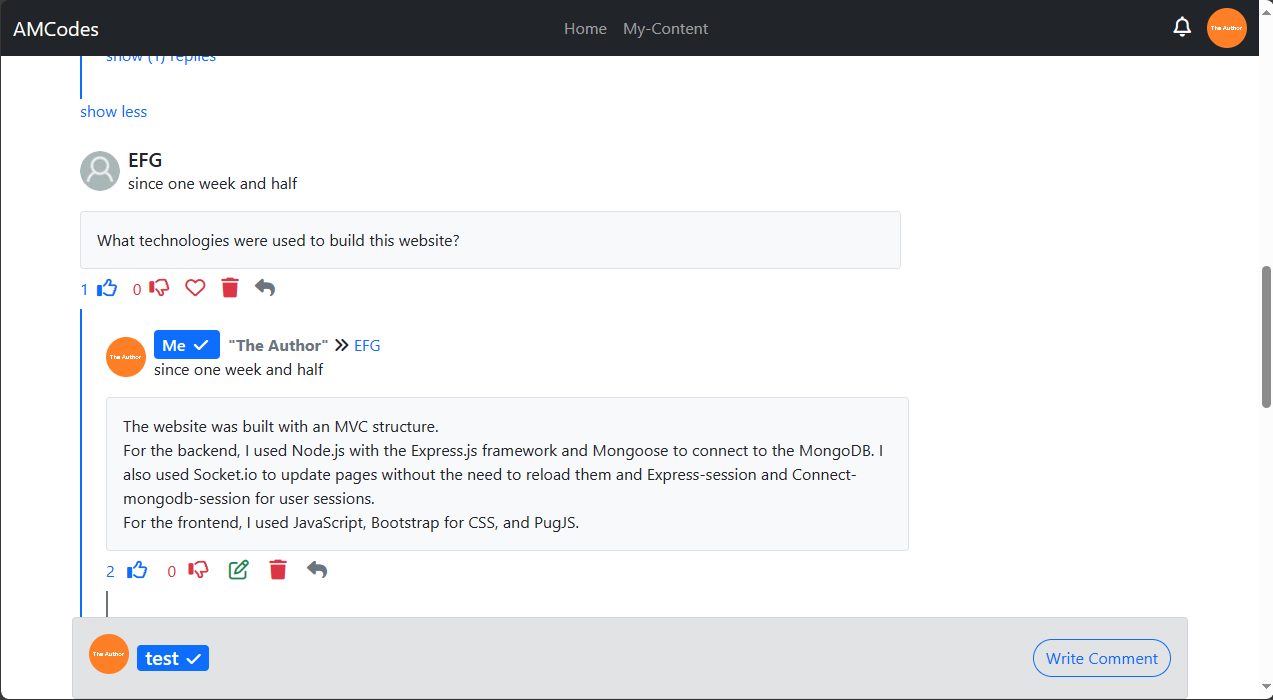 AMCodes
Home My-Content
The Author
show (1) replies
show less
EFG
since one week and half
What technologies were used to build this website?
1 0
The Author
Me "The Author" EFG
since one week and half
The website was built with an MVC structure.
For the backend, I used Node.js with the Express.js framework and Mongoose to connect to the MongoDB. I
also used Socket.io to update pages without the need to reload them and Express-session and Connect-
mongodb-session for user sessions.
For the frontend, I used JavaScript, Bootstrap for CSS, and PugJS.
2 0
The Author
test
Write Comment